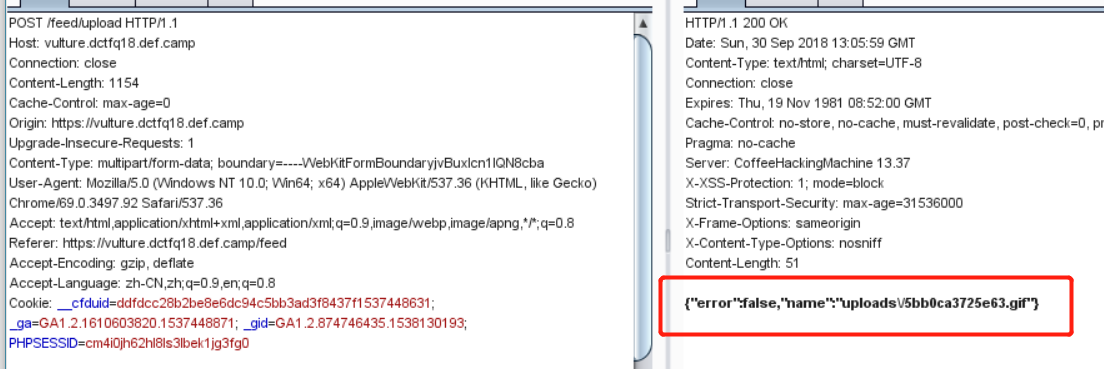 POST /feed/upload HTTP/1.1
Host: vulture.dctfq18.def.camp
Connection: close
Content-Length: 1154
Cache-Control: max-age=0
Origin: https://vulture.dctfq18.def.camp
Upgrade-Insecure-Requests: 1
Content-Type: multipart/form-data; boundary=----WebKitFormBoundaryjvBuxIcn1IQN8cba
User-Agent: Mozilla/5.0 (Windows NT 10.0; Win64; x64) AppleWebKit/537.36 (KHTML, like Gecko)
Chrome/69.0.3497.92 Safari/537.36
Accept: text/html,application/xhtml+xml,application/xml;q=0.9,image/webp,image/apng,*/*;q=0.8
Referer: https://vulture.dctfq18.def.camp/feed
Accept-Encoding: gzip, deflate
Accept-Language: zh-CN,zh;q=0.9,en;q=0.8
Cookie: __cfduid=ddfdcc28b2be8e6dc94c5bb3ad3f8437f1537448631;
_ga=GA1.2.1610603820.1537448871; _gid=GA1.2.874746435.1538130193;
PHPSESSID=cm4i0jh62hl8ls3lbek1jg3fg0
HTTP/1.1 200 OK
Date: Sun, 30 Sep 2018 13:05:59 GMT
Content-Type: text/html; charset=UTF-8
Connection: close
Expires: Thu, 19 Nov 1981 08:52:00 GMT
Cache-Control: no-store, no-cache, must-revalidate, post-check=0, pr
Pragma: no-cache
Server: CoffeeHackingMachine 13.37
X-XSS-Protection: 1; mode=block
Strict-Transport-Security: max-age=31536000
X-Frame-Options: sameorigin
X-Content-Type-Options: nosniff
Content-Length: 51
{"error":false,"name":"uploads\/5bb0ca3725e63.gif"}